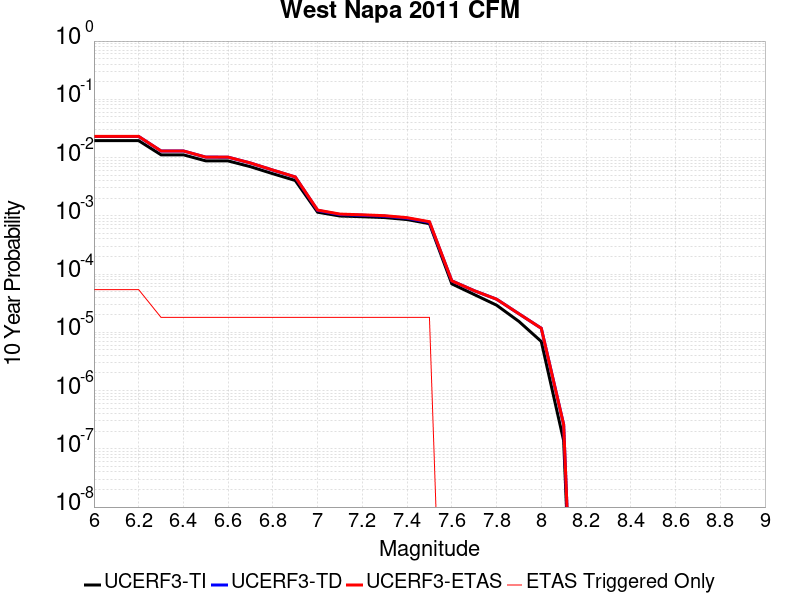 West Napa 2011 CFM
10 0
10 -1
10 -2
10 -3
10 -4
10 -5
10 -6
10 -7
10 -8
10 Year Probability
6 6.2 6.4 6.6 6.8 7 7.2 7.4 7.6 7.8 8 8.2 8.4 8.6 8.8 9
Magnitude
UCERF3-TI UCERF3-TD UCERF3-ETAS ETAS Triggered Only